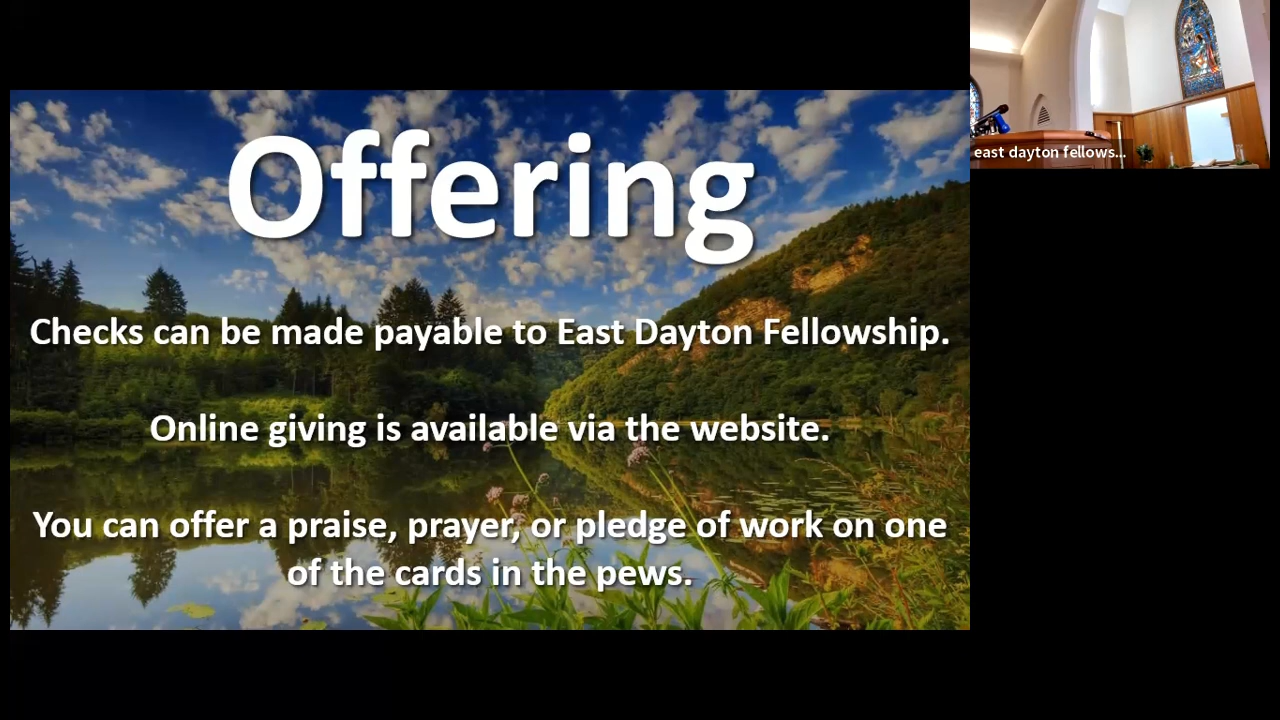 Offering
Checks can be made payable to East Dayton Fellowship.
Online giving is available via the website.
You can offer a praise, prayer, or pledge of work on one
of the cards in the pews.
east dayton fellows...